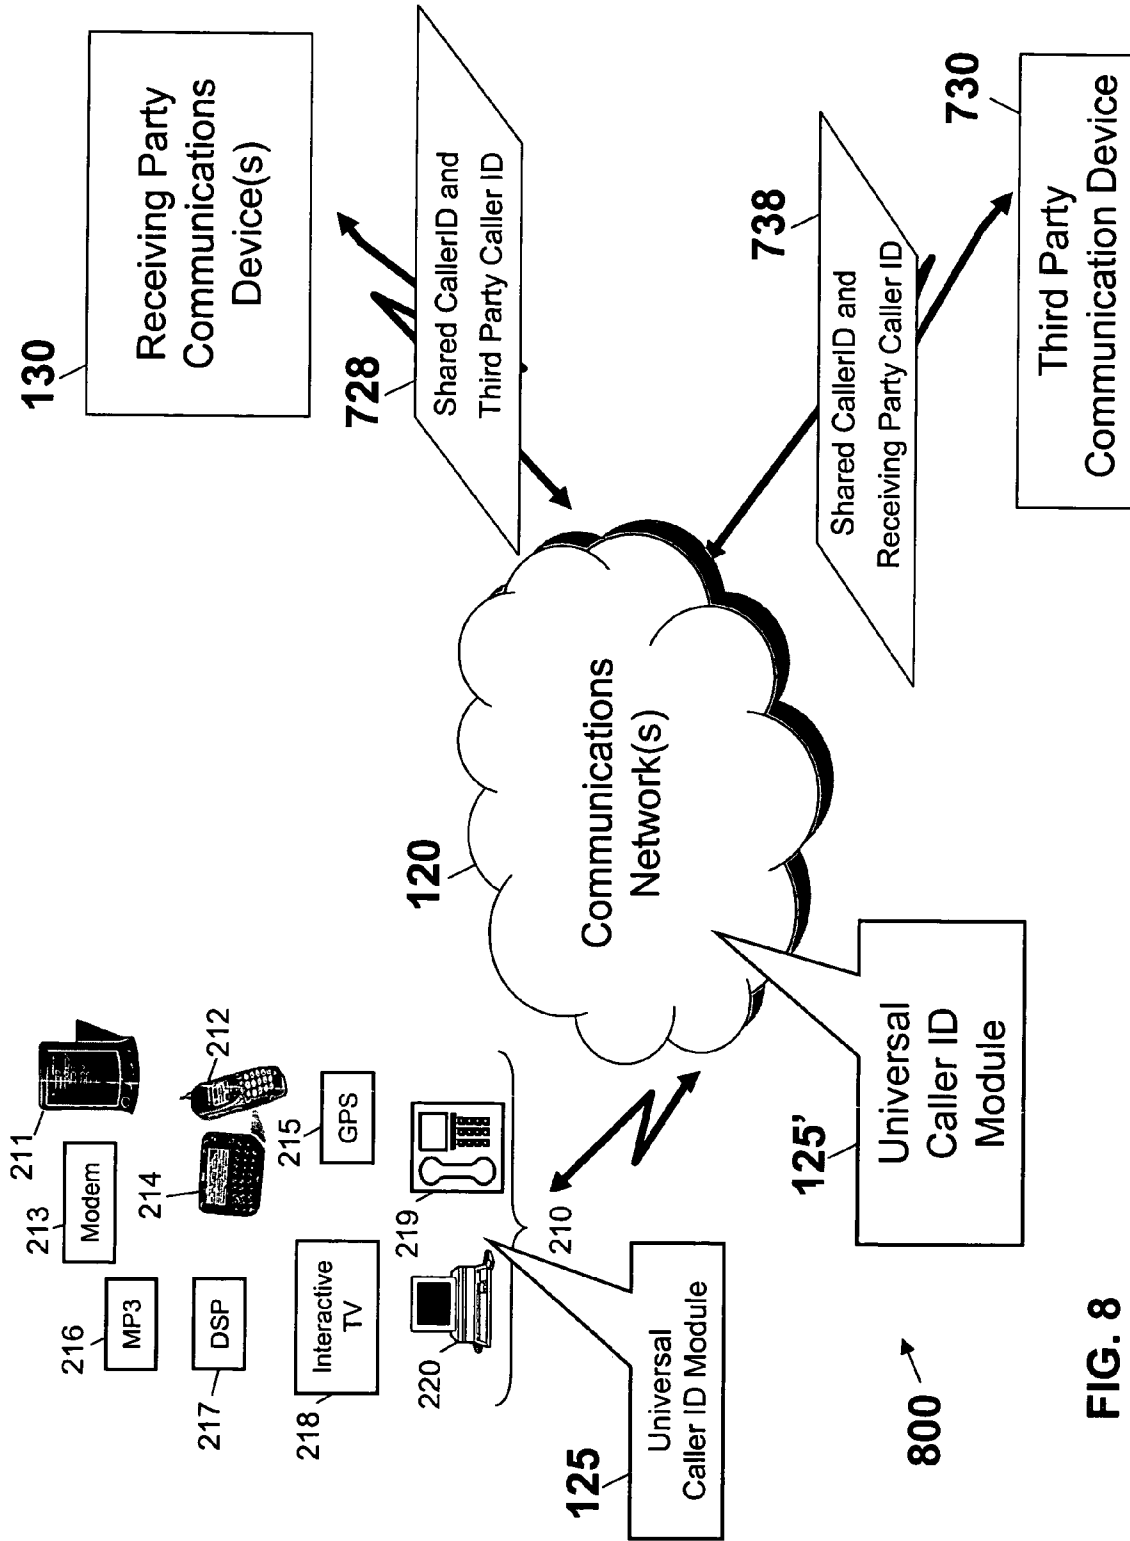 211
213
Modem
216
MP3
214
212
217
DSP
215
GPS
218
Interactive
TV
219
220
210
125
Universal
Caller ID Module
120
Communications
Network(s)
125'
Universal
Caller ID
Module
130
Receiving Party
Communications
Device(s)
728
Shared CallerID and
Third Party Caller ID
738
Shared CallerID and
Receiving Party Caller ID
730
Third Party
Communication Device
800
FIG. 8